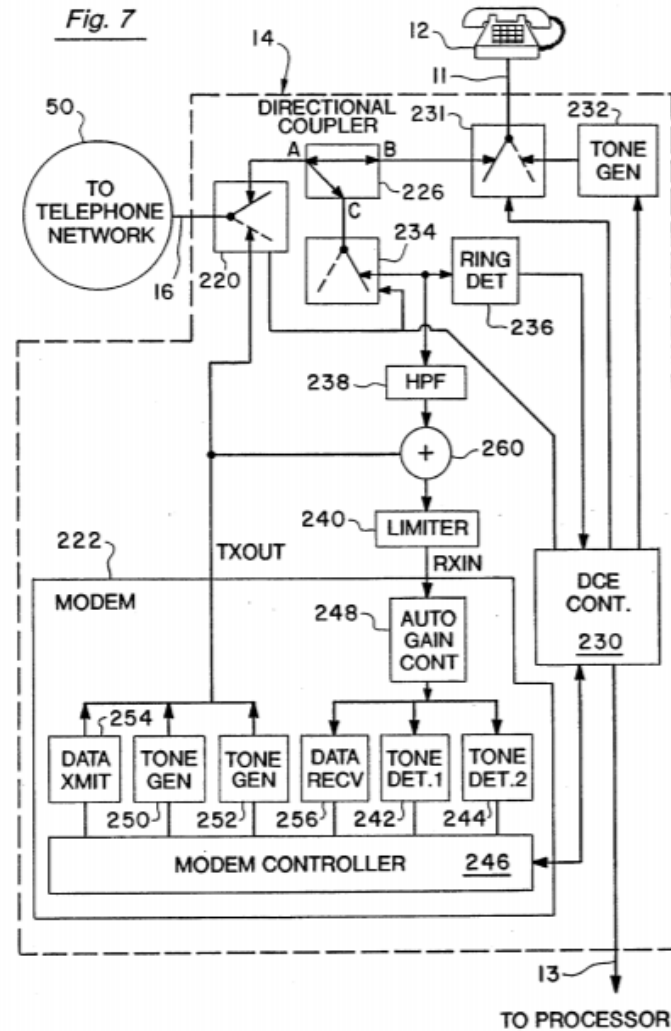 Fig. 7
12
11
14
50
DIRECTIONAL
COUPLER
231
232
A
B
TONE
GEN
226
TO
TELEPHONE
NETWORK
C
234
16
220
RING
DET
236
238
HPF
+
260
240
LIMITER
222
TXOUT
RXIN
MODEM
248
AUTO
GAIN
CONT
DCE
CONT.
230
254
DATA
XMIT
TONE
GEN
TONE
GEN
DATA
RECV
TONE
DET.1
TONE
DET.2
250
252
256
242
244
MODEM CONTROLLER
246
13
TO PROCESSOR